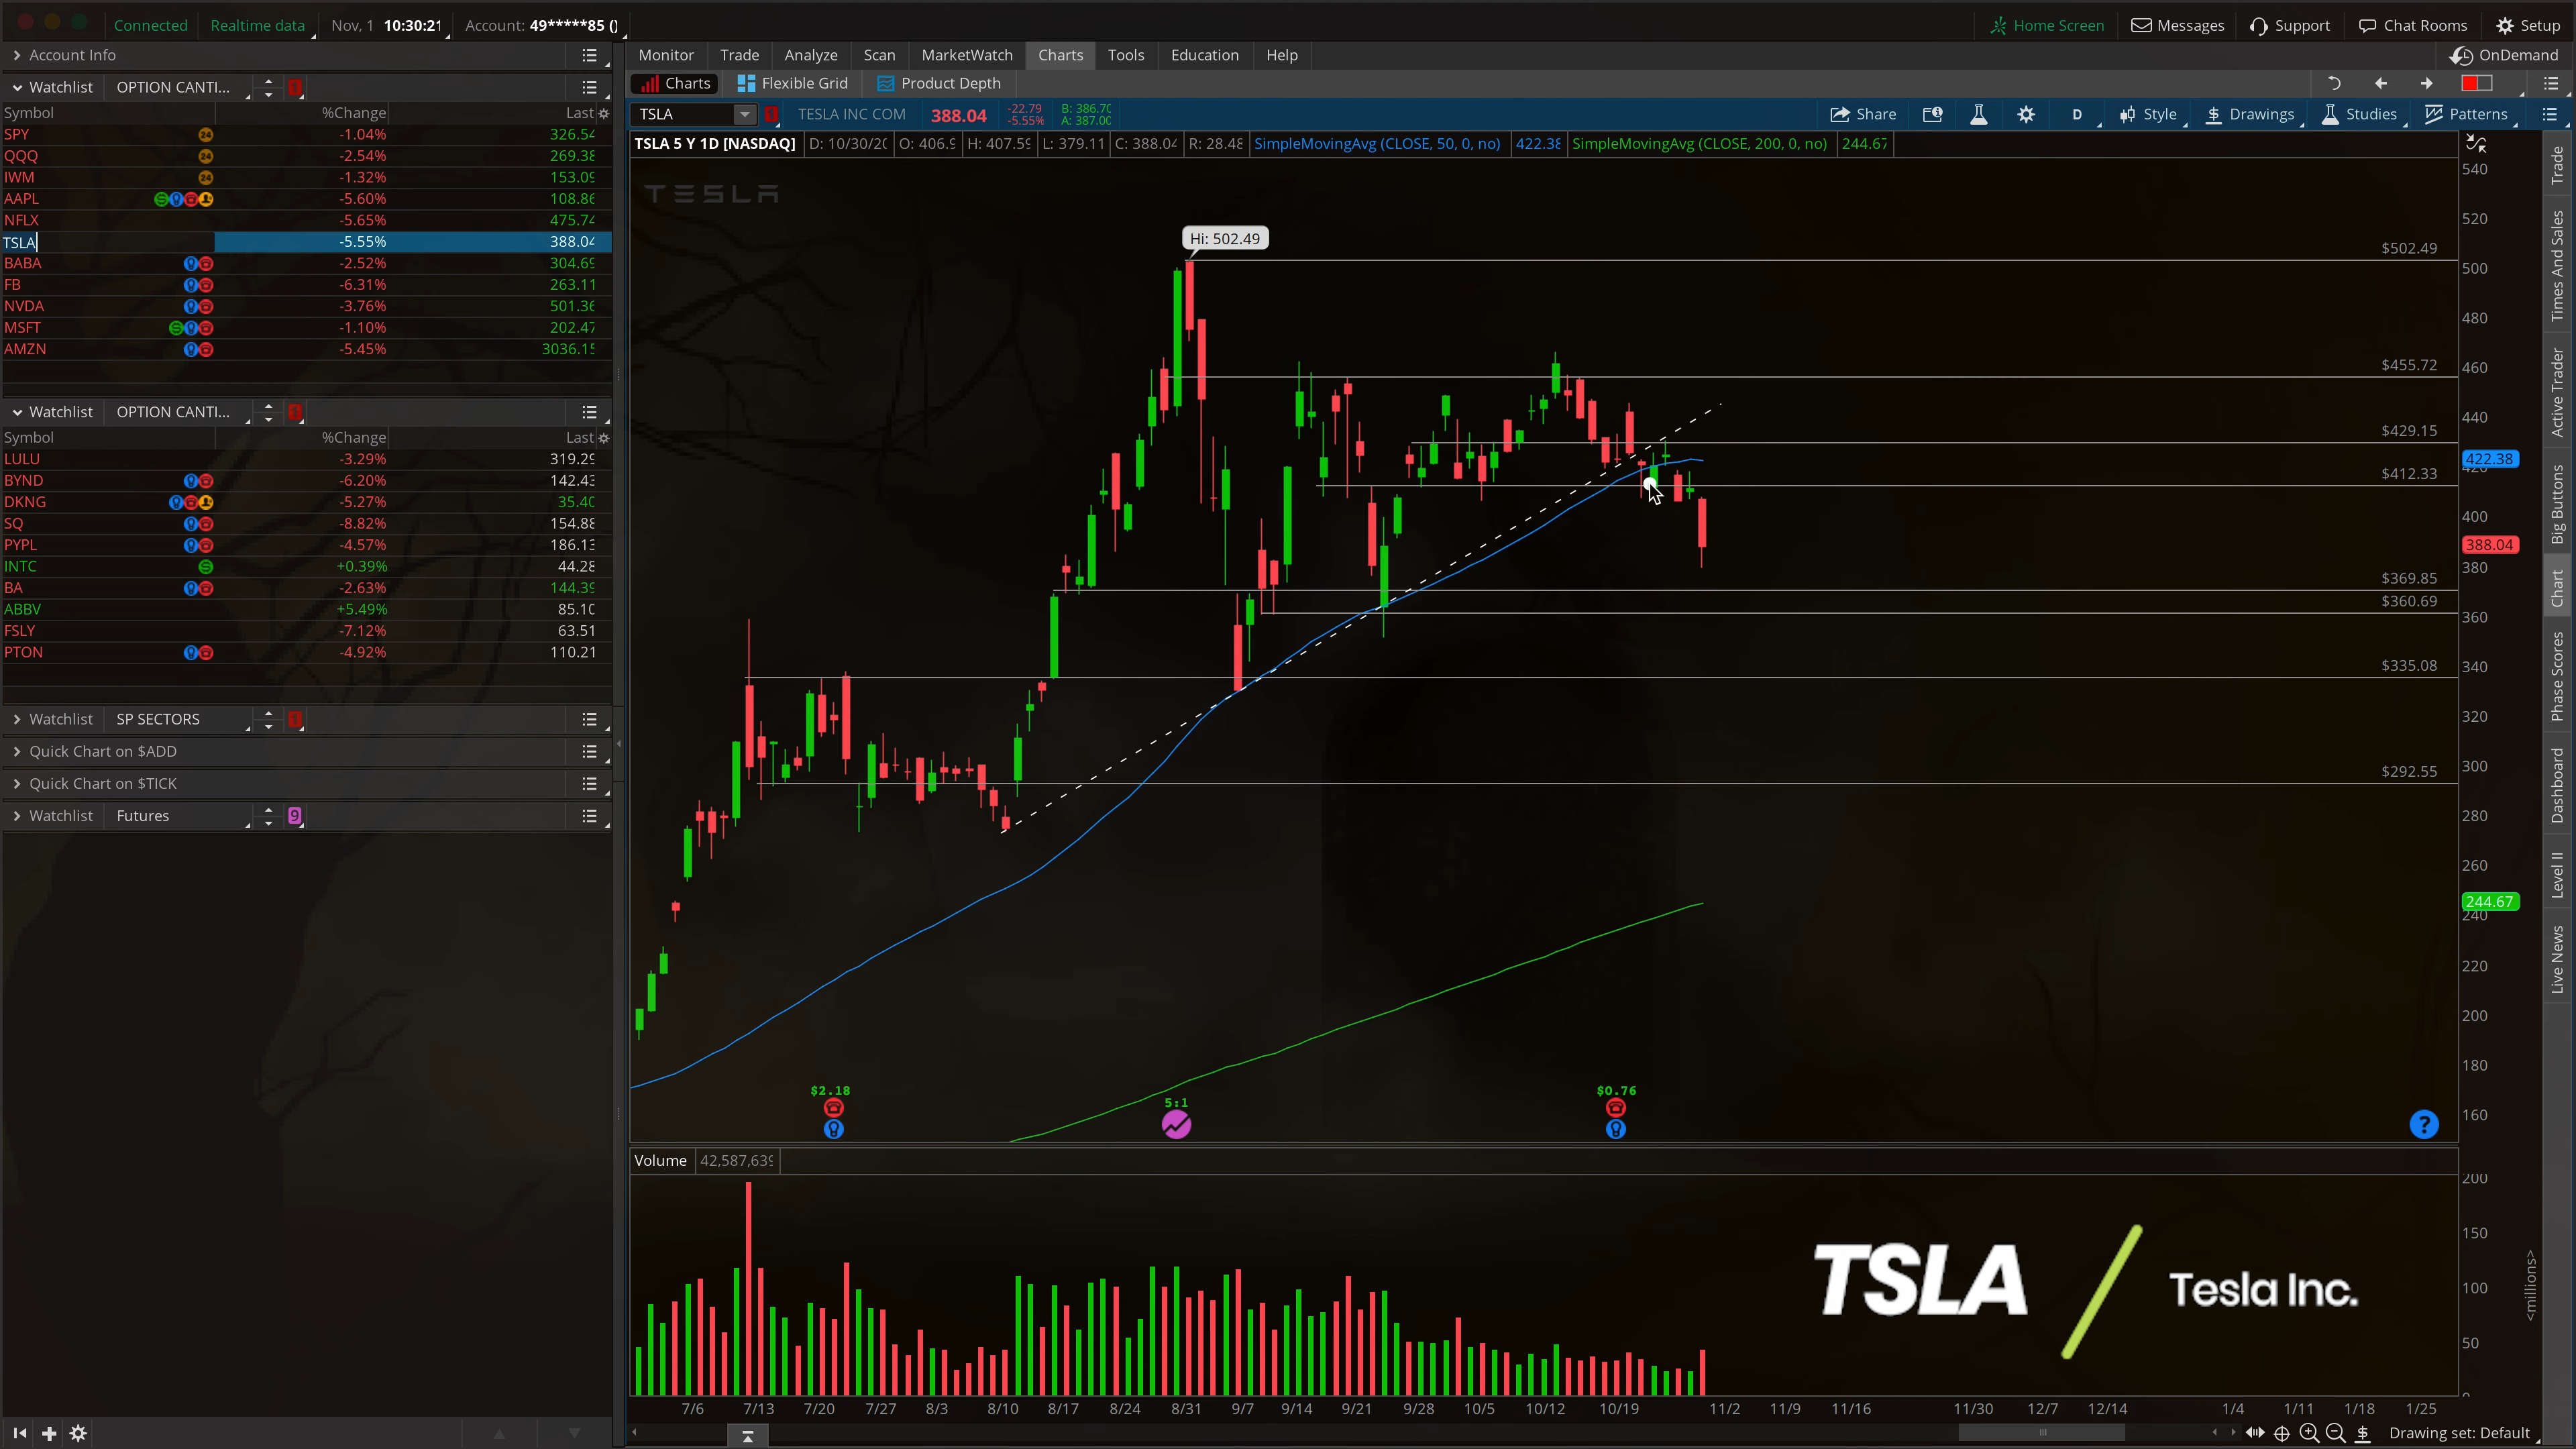 Connected Realtime data Nov, 1 10:30:21 Account: 49*****85 ()
Home Screen Messages Support Chat Rooms Setup
Account Info
Monitor Trade Analyze Scan MarketWatch Charts Tools Education Help
OnDemand
Watchlist OPTION CANTI... 1
Charts Flexible Grid Product Depth
Symbol %Change Last
SPY 24 -1.04% 326.54
QQQ 24 -2.54% 269.38
IWM 24 -1.32% 153.09
AAPL -5.60% 108.86
NFLX -5.65% 475.74
TSLA -5.55% 388.04
BABA -2.52% 304.69
FB -6.31% 263.11
NVDA -3.76% 501.36
MSFT -1.10% 202.47
AMZN -5.45% 3036.15
Watchlist OPTION CANTI... 1
Symbol %Change Last
LULU -3.29% 319.29
BYND -6.20% 142.43
DKNG -5.27% 35.40
SQ -8.82% 154.88
PYPL -4.57% 186.13
INTC +0.39% 44.28
BA -2.63% 144.39
ABBV +5.49% 85.10
FSLY -7.12% 63.51
PTON -4.92% 110.21
Watchlist SP SECTORS 1
Quick Chart on $ADD
Quick Chart on $TICK
Watchlist Futures 9
TSLA 1 TESLA INC COM 388.04 -22.79 B: 386.70
-5.55% A: 387.00
Share D Style Drawings Studies Patterns
TSLA 5 Y 1D [NASDAQ] D: 10/30/20 O: 406.9 H: 407.59 L: 379.11 C: 388.04 R: 28.48 SimpleMovingAvg (CLOSE, 50, 0, no) 422.38 SimpleMovingAvg (CLOSE, 200, 0, no) 244.67
TESLA
Hi: 502.49
$502.49
$455.72
$429.15
$412.33
$369.85
$360.69
$335.08
$292.55
540
520
500
480
460
440
422.38
420
400
388.04
380
360
340
320
300
280
260
244.67
240
220
200
180
160
$2.18
5:1
$0.76
?
Volume 42,587,639
200
150
100
50
0
<millions>
TSLA / Tesla Inc.
7/6 7/13 7/20 7/27 8/3 8/10 8/17 8/24 8/31 9/7 9/14 9/21 9/28 10/5 10/12 10/19 11/2 11/9 11/16 11/30 12/7 12/14 1/4 1/11 1/18 1/25
Drawing set: Default
Trade
Times And Sales
Active Trader
Big Buttons
Chart
Phase Scores
Dashboard
Level II
Live News